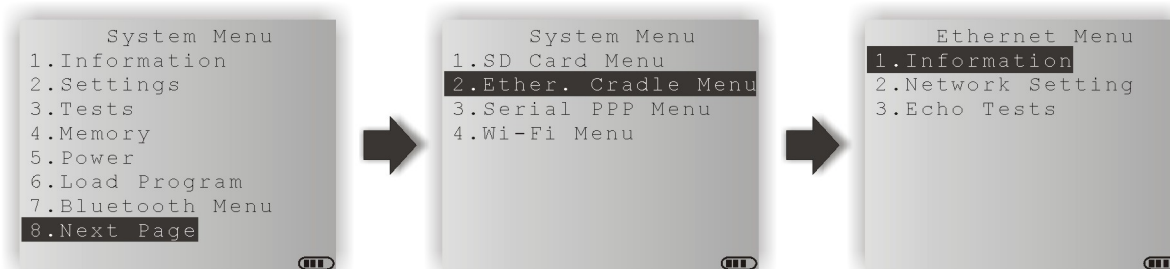 System Menu
1.Information
2.Settings
3.Tests
4.Memory
5.Power
6.Load Program
7.Bluetooth Menu
8.Next Page
System Menu
1.SD Card Menu
2.Ether. Cradle Menu
3.Serial PPP Menu
4.Wi-Fi Menu
Ethernet Menu
1.Information
2.Network Setting
3.Echo Tests